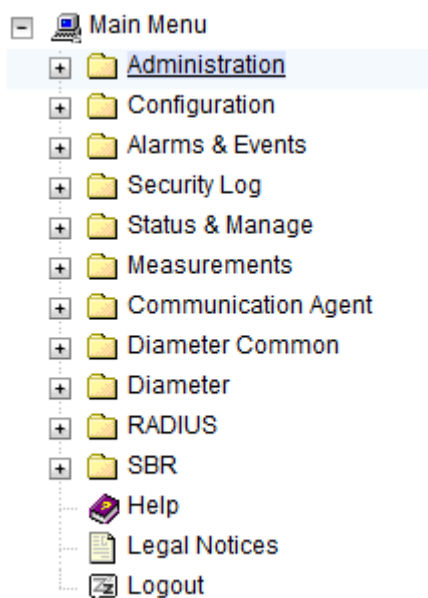 Main Menu
Administration
Configuration
Alarms & Events
Security Log
Status & Manage
Measurements
Communication Agent
Diameter Common
Diameter
RADIUS
SBR
Help
Legal Notices
Logout